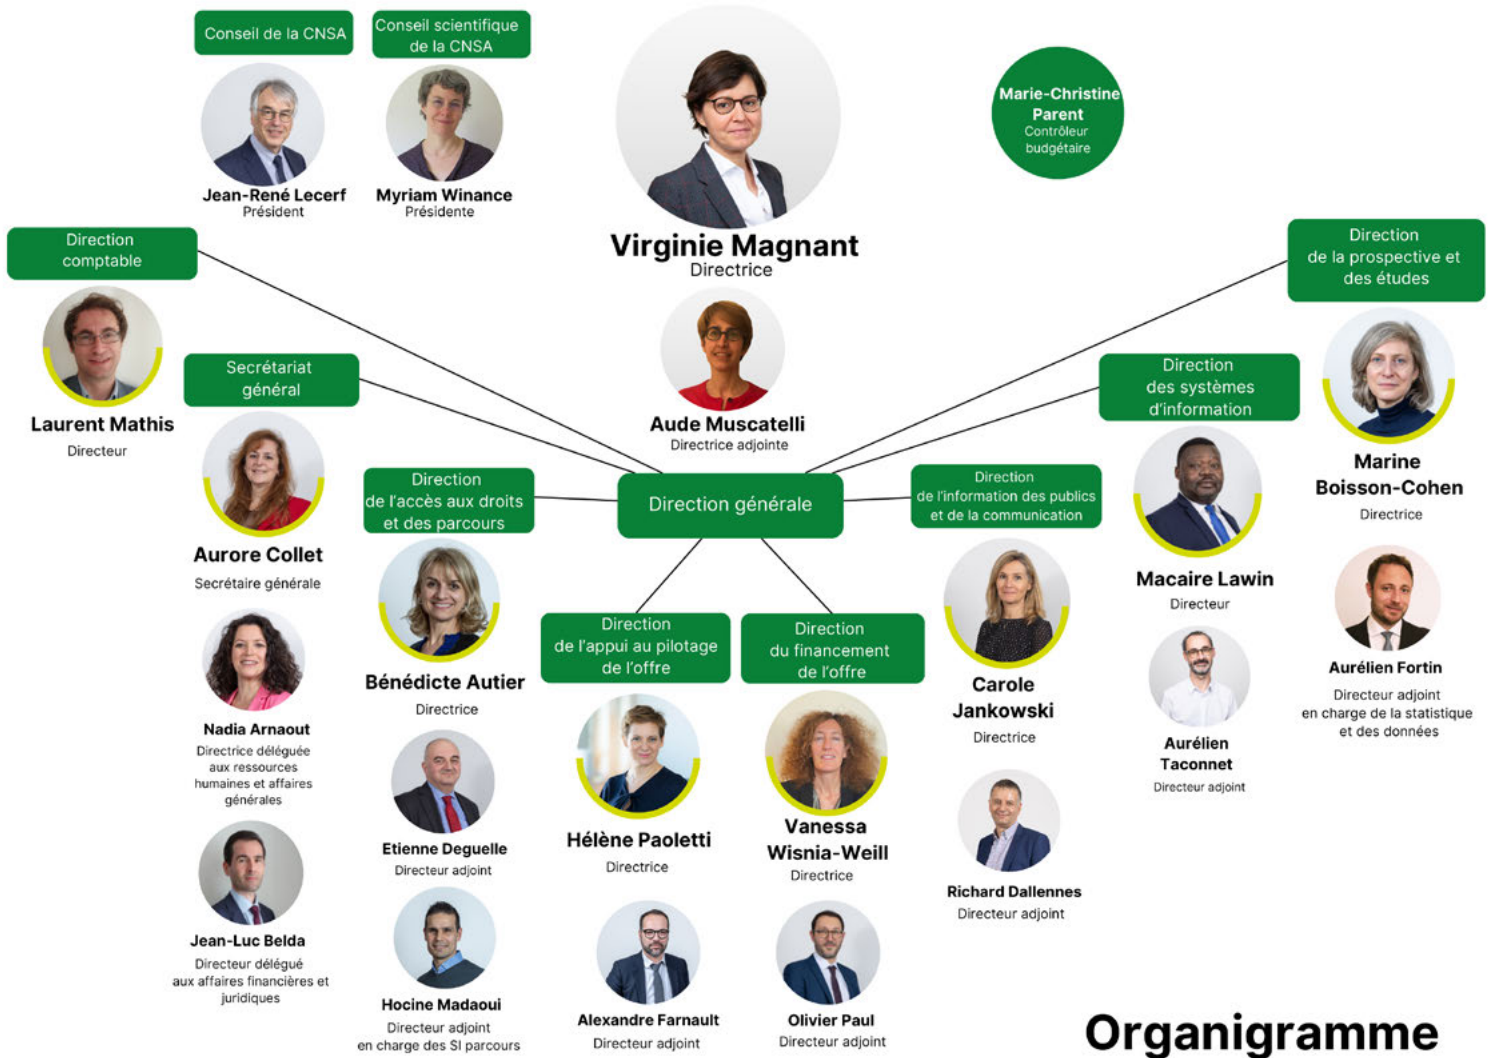 Conseil de la CNSA
Jean-René Lecerf
Président
Conseil scientifique
de la CNSA
Myriam Winance
Présidente
Virginie Magnant
Directrice
Aude Muscatelli
Directrice adjointe
Marie-Christine
Parent
Contrôleur
budgétaire
Direction générale
Direction
comptable
Laurent Mathis
Directeur
Secrétariat
général
Aurore Collet
Secrétaire générale
Nadia Arnaout
Directrice déléguée
aux ressources
humaines et affaires
générales
Jean-Luc Belda
Directeur délégué
aux affaires financières et
juridiques
Direction
de l’accès aux droits
et des parcours
Bénédicte Autier
Directrice
Etienne Deguelle
Directeur adjoint
Hocine Madaoui
Directeur adjoint
en charge des SI parcours
Direction
de l’appui au pilotage
de l’offre
Hélène Paoletti
Directrice
Alexandre Farnault
Directeur adjoint
Direction
du financement
de l’offre
Vanessa
Wisnia-Weill
Directrice
Olivier Paul
Directeur adjoint
Direction
de l’information des publics
et de la communication
Carole
Jankowski
Directrice
Richard Dallennes
Directeur adjoint
Direction
des systèmes
d’information
Macaire Lawin
Directeur
Aurélien
Taconnet
Directeur adjoint
Direction
de la prospective et
des études
Marine
Boisson-Cohen
Directrice
Aurélien Fortin
Directeur adjoint
en charge de la statistique
et des données
Organigramme